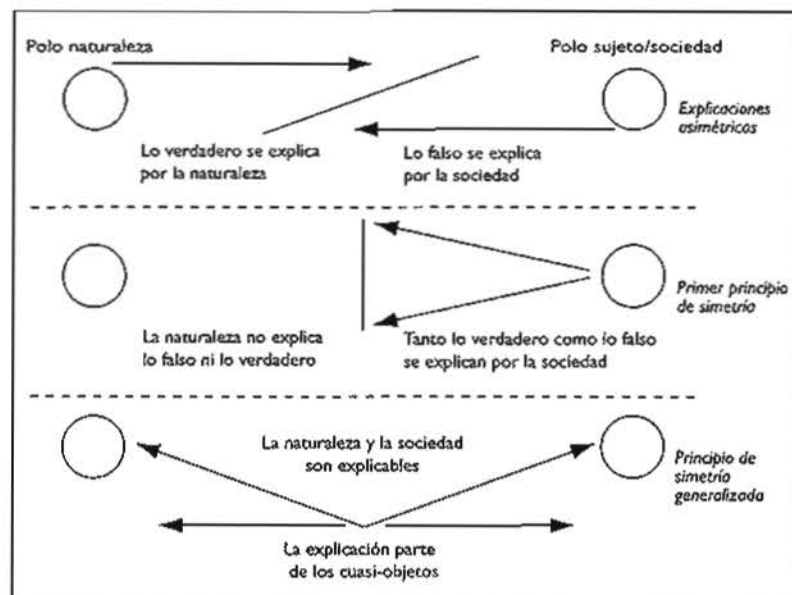 Polo naturaleza
Polo sujeto/sociedad
Explicaciones
asimétricas
Lo verdadero se explica
por la naturaleza
Lo falso se explica
por la sociedad
Primer principio
de simetría
La naturaleza no explica
lo falso ni lo verdadero
Tanto lo verdadero como lo falso
se explican por la sociedad
La naturaleza y la sociedad
son explicables
Principio de
simetría
generalizada
La explicación parte
de los cuasi-objetos